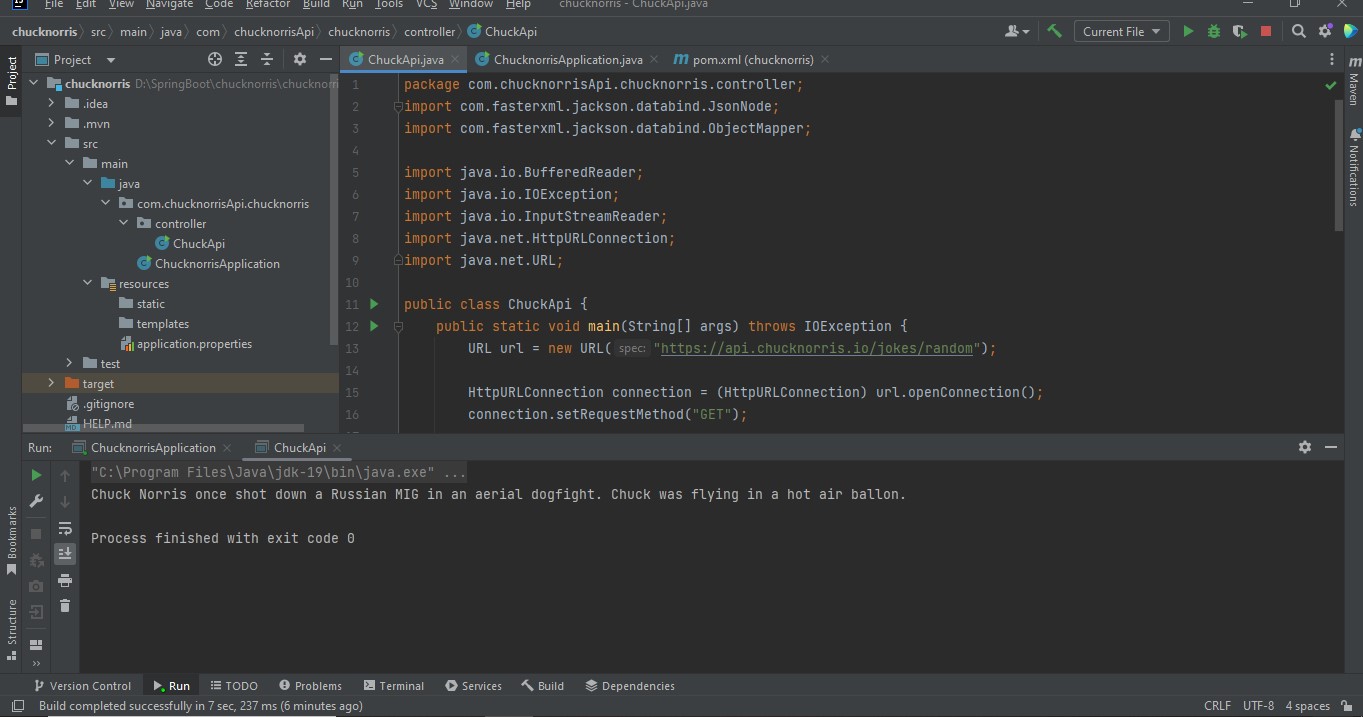 File Edit View Navigate Code Refactor Build Run Tools VCS Window Help chucknorris - ChuckApi.java
chucknorris src main java com chucknorrisApi chucknorris controller ChuckApi
Current File
Project
Project
ChuckApi.java
ChucknorrisApplication.java
pom.xml (chucknorris)
Maven
Notifications
chucknorris D:\SpringBoot\chucknorris\chucknorri
.idea
.mvn
src
main
java
com.chucknorrisApi.chucknorris
controller
ChuckApi
ChucknorrisApplication
resources
static
templates
application.properties
test
target
.gitignore
HELP.md
1 package com.chucknorrisApi.chucknorris.controller;
2 import com.fasterxml.jackson.databind.JsonNode;
3 import com.fasterxml.jackson.databind.ObjectMapper;
4
5 import java.io.BufferedReader;
6 import java.io.IOException;
7 import java.io.InputStreamReader;
8 import java.net.HttpURLConnection;
9 import java.net.URL;
10
11 public class ChuckApi {
12 public static void main(String[] args) throws IOException {
13 URL url = new URL( spec: "https://api.chucknorris.io/jokes/random");
14
15 HttpURLConnection connection = (HttpURLConnection) url.openConnection();
16 connection.setRequestMethod("GET");
Run: ChucknorrisApplication ChuckApi
"C:\Program Files\Java\jdk-19\bin\java.exe" ...
Chuck Norris once shot down a Russian MIG in an aerial dogfight. Chuck was flying in a hot air ballon.
Process finished with exit code 0
Bookmarks
Structure
Version Control Run TODO Problems Terminal Services Build Dependencies
Build completed successfully in 7 sec, 237 ms (6 minutes ago)
CRLF UTF-8 4 spaces